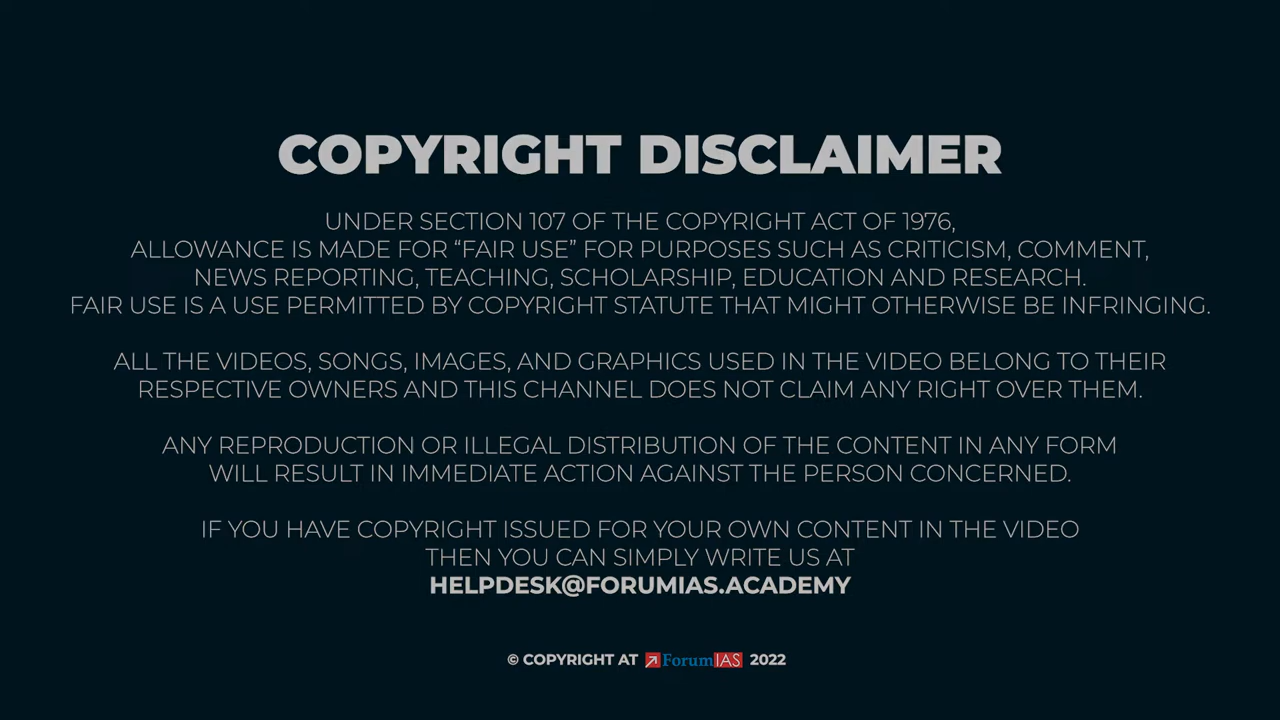 COPYRIGHT DISCLAIMER
UNDER SECTION 107 OF THE COPYRIGHT ACT OF 1976,
ALLOWANCE IS MADE FOR “FAIR USE” FOR PURPOSES SUCH AS CRITICISM, COMMENT,
NEWS REPORTING, TEACHING, SCHOLARSHIP, EDUCATION AND RESEARCH.
FAIR USE IS A USE PERMITTED BY COPYRIGHT STATUTE THAT MIGHT OTHERWISE BE INFRINGING.
ALL THE VIDEOS, SONGS, IMAGES, AND GRAPHICS USED IN THE VIDEO BELONG TO THEIR
RESPECTIVE OWNERS AND THIS CHANNEL DOES NOT CLAIM ANY RIGHT OVER THEM.
ANY REPRODUCTION OR ILLEGAL DISTRIBUTION OF THE CONTENT IN ANY FORM
WILL RESULT IN IMMEDIATE ACTION AGAINST THE PERSON CONCERNED.
IF YOU HAVE COPYRIGHT ISSUED FOR YOUR OWN CONTENT IN THE VIDEO
THEN YOU CAN SIMPLY WRITE US AT
HELPDESK@FORUMIAS.ACADEMY
© COPYRIGHT AT ForumIAS 2022